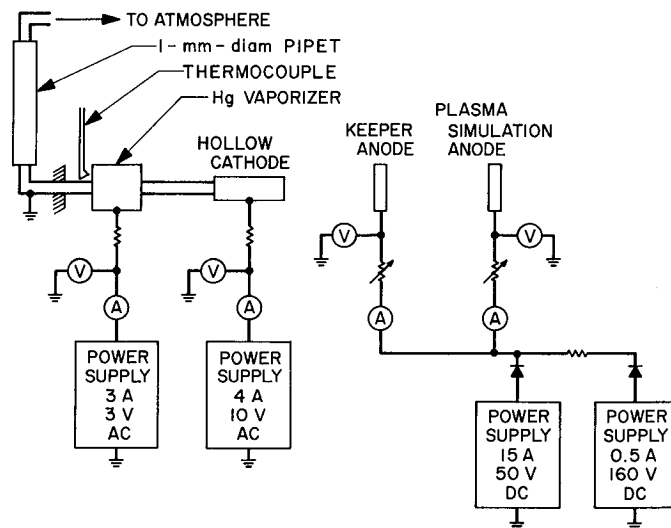 TO ATMOSPHERE
1-mm-diam PIPET
THERMOCOUPLE
Hg VAPORIZER
HOLLOW
CATHODE
KEEPER
ANODE
PLASMA
SIMULATION
ANODE
V
V
V
V
A
A
A
A
POWER
SUPPLY
3 A
3 V
AC
POWER
SUPPLY
4 A
10 V
AC
POWER
SUPPLY
15 A
50 V
DC
POWER
SUPPLY
0.5 A
160 V
DC